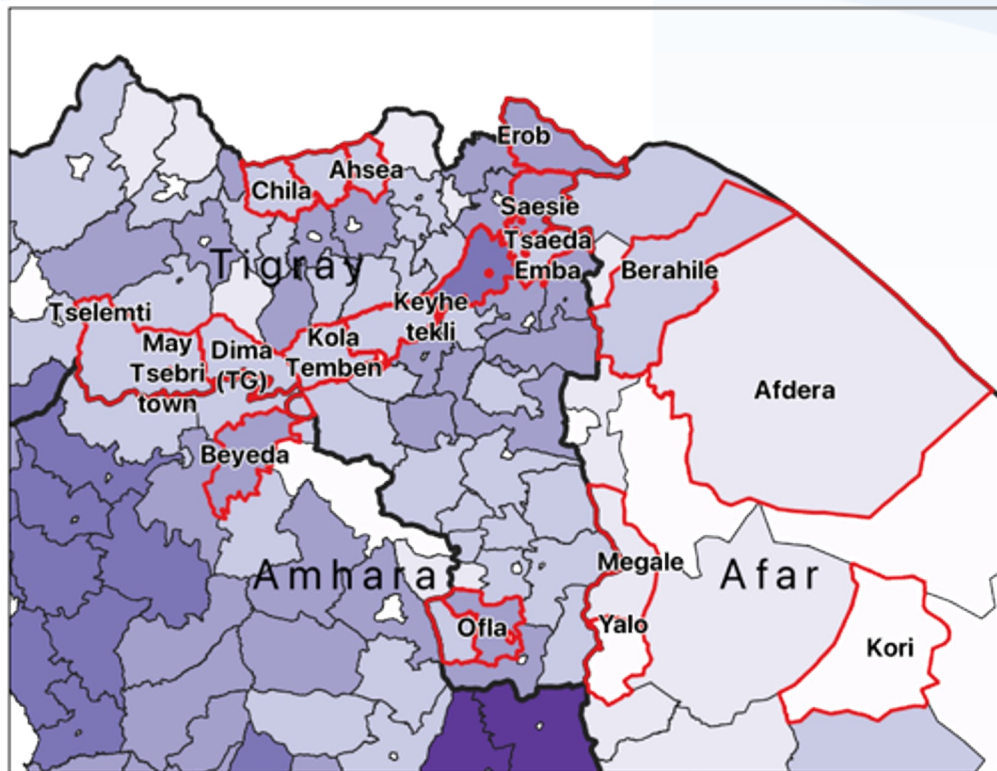 Erob
Ahsea
Chila
Saesie
Tsaeda
Emba
Tigray
Berahile
Keyhe
tekli
Tselemti
Kola
Temben
May
Tsebri
town
Dima
(TG)
Afdera
Beyeda
Megale
Amhara
Afar
Ofla
Yalo
Kori